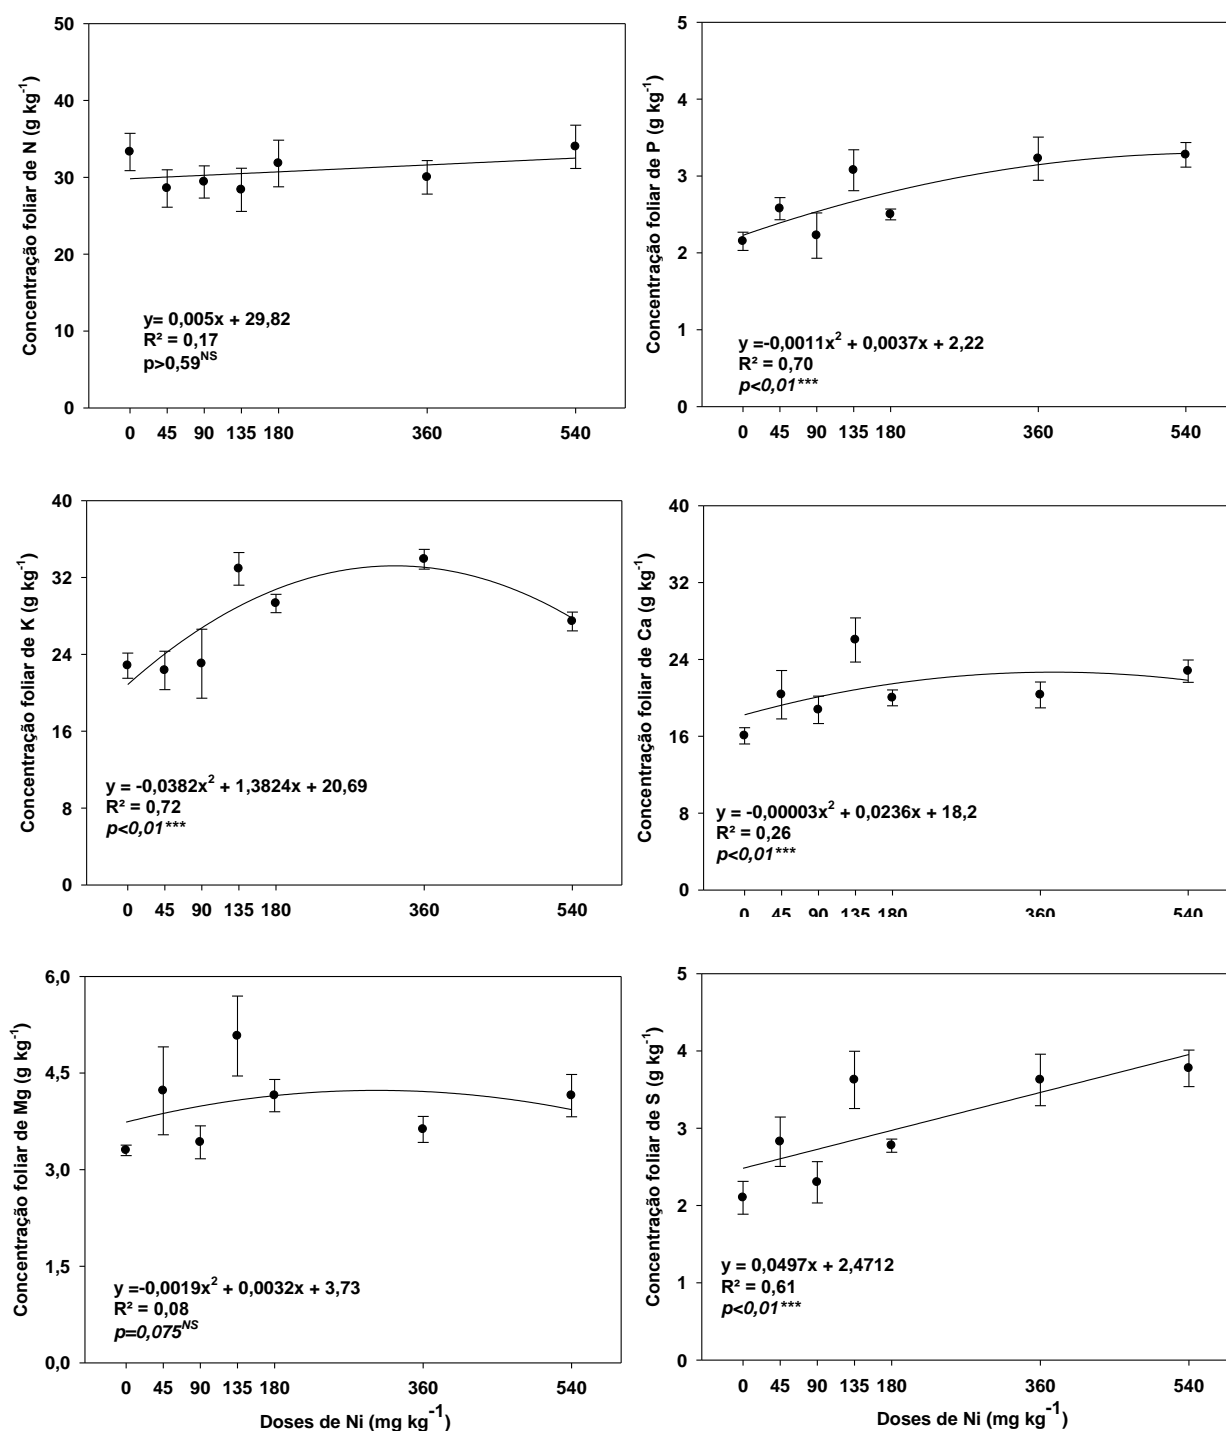 Concentração foliar de N (g kg⁻¹)
50
40
30
20
10
0
y= 0,005x + 29,82
R² = 0,17
p>0,59ᴺˢ
0 45 90 135 180 360 540
Concentração foliar de P (g kg⁻¹)
5
4
3
2
1
0
y =-0,0011x² + 0,0037x + 2,22
R² = 0,70
p<0,01***
0 45 90 135 180 360 540
Concentração foliar de K (g kg⁻¹)
40
32
24
16
8
0
y = -0,0382x² + 1,3824x + 20,69
R² = 0,72
p<0,01***
0 45 90 135 180 360 540
Concentração foliar de Ca (g kg⁻¹)
40
32
24
16
8
0
y = -0,00003x² + 0,0236x + 18,2
R² = 0,26
p<0,01***
0 45 90 135 180 360 540
Concentração foliar de Mg (g kg⁻¹)
6,0
4,5
3,0
1,5
0,0
y =-0,0019x² + 0,0032x + 3,73
R² = 0,08
p=0,075ᴺˢ
0 45 90 135 180 360 540
Doses de Ni (mg kg⁻¹)
Concentração foliar de S (g kg⁻¹)
5
4
3
2
1
0
y = 0,0497x + 2,4712
R² = 0,61
p<0,01***
0 45 90 135 180 360 540
Doses de Ni (mg kg⁻¹)